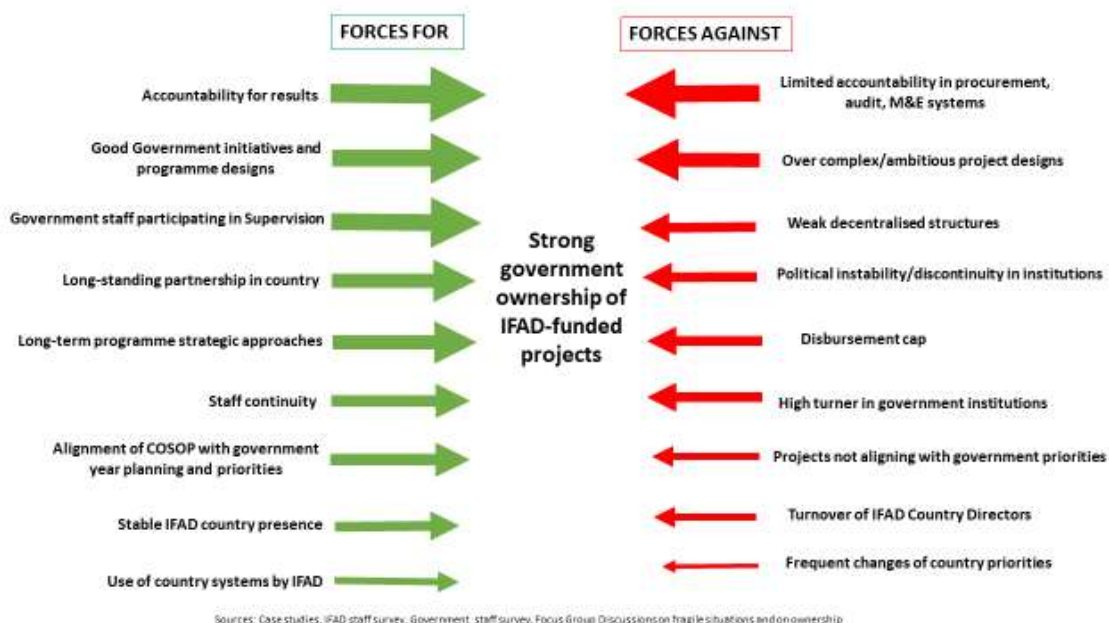 FORCES FOR
FORCES AGAINST
Accountability for results
Limited accountability in procurement,
audit, M&E systems
Good Government initiatives and
programme designs
Over complex/ambitious project designs
Government staff participating in Supervision
Weak decentralised structures
Strong
government
ownership of
IFAD-funded
projects
Long-standing partnership in country
Political instability/discontinuity in institutions
Long-term programme strategic approaches
Disbursement cap
Staff continuity
High turner in government institutions
Alignment of COSOP with government
year planning and priorities
Projects not aligning with government priorities
Stable IFAD country presence
Turnover of IFAD Country Directors
Use of country systems by IFAD
Frequent changes of country priorities
Sources: Case studies, IFAD staff survey, Government staff survey, Focus Group Discussions on fragile situations and on ownership